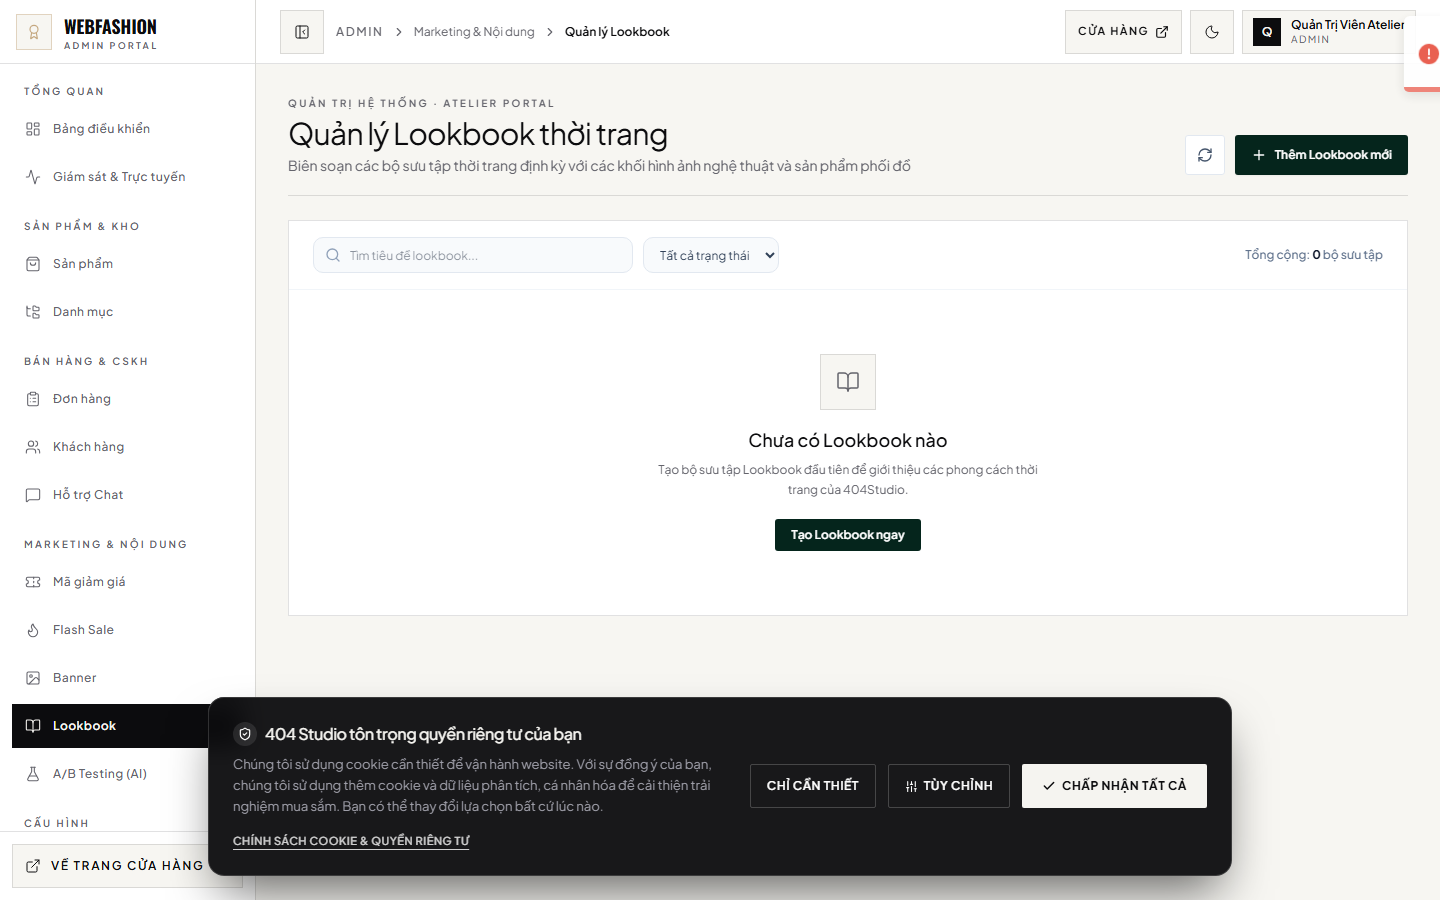 WEBFASHION
ADMIN PORTAL
TỔNG QUAN
Bảng điều khiển
Giám sát & Trực tuyến
SẢN PHẨM & KHO
Sản phẩm
Danh mục
BÁN HÀNG & CSKH
Đơn hàng
Khách hàng
Hỗ trợ Chat
MARKETING & NỘI DUNG
Mã giảm giá
Flash Sale
Banner
Lookbook
A/B Testing (AI)
CẤU HÌNH
VỀ TRANG CỬA HÀNG
ADMIN > Marketing & Nội dung > Quản lý Lookbook
CỬA HÀNG
Q
Quản Trị Viên Atelier
ADMIN
QUẢN TRỊ HỆ THỐNG · ATELIER PORTAL
Quản lý Lookbook thời trang
Biên soạn các bộ sưu tập thời trang định kỳ với các khối hình ảnh nghệ thuật và sản phẩm phối đồ
Thêm Lookbook mới
Tìm tiêu đề lookbook...
Tất cả trạng thái
Tổng cộng: 0 bộ sưu tập
Chưa có Lookbook nào
Tạo bộ sưu tập Lookbook đầu tiên để giới thiệu các phong cách thời
trang của 404Studio.
Tạo Lookbook ngay
404 Studio tôn trọng quyền riêng tư của bạn
Chúng tôi sử dụng cookie cần thiết để vận hành website. Với sự đồng ý của bạn,
chúng tôi sử dụng thêm cookie và dữ liệu phân tích, cá nhân hóa để cải thiện trải
nghiệm mua sắm. Bạn có thể thay đổi lựa chọn bất cứ lúc nào.
CHÍNH SÁCH COOKIE & QUYỀN RIÊNG TƯ
CHỈ CẦN THIẾT
TÙY CHỈNH
CHẤP NHẬN TẤT CẢ